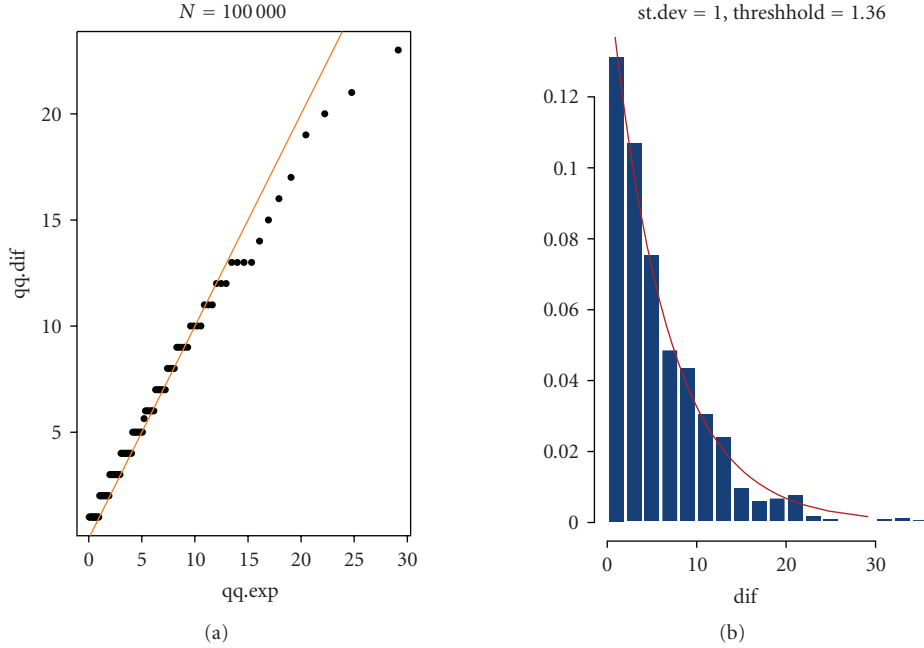 N = 100 000
20
15
10
5
qq.dif
0 5 10 15 20 25 30
qq.exp
(a)
st.dev = 1, threshhold = 1.36
0.12
0.1
0.08
0.06
0.04
0.02
0
0 10 20 30
dif
(b)